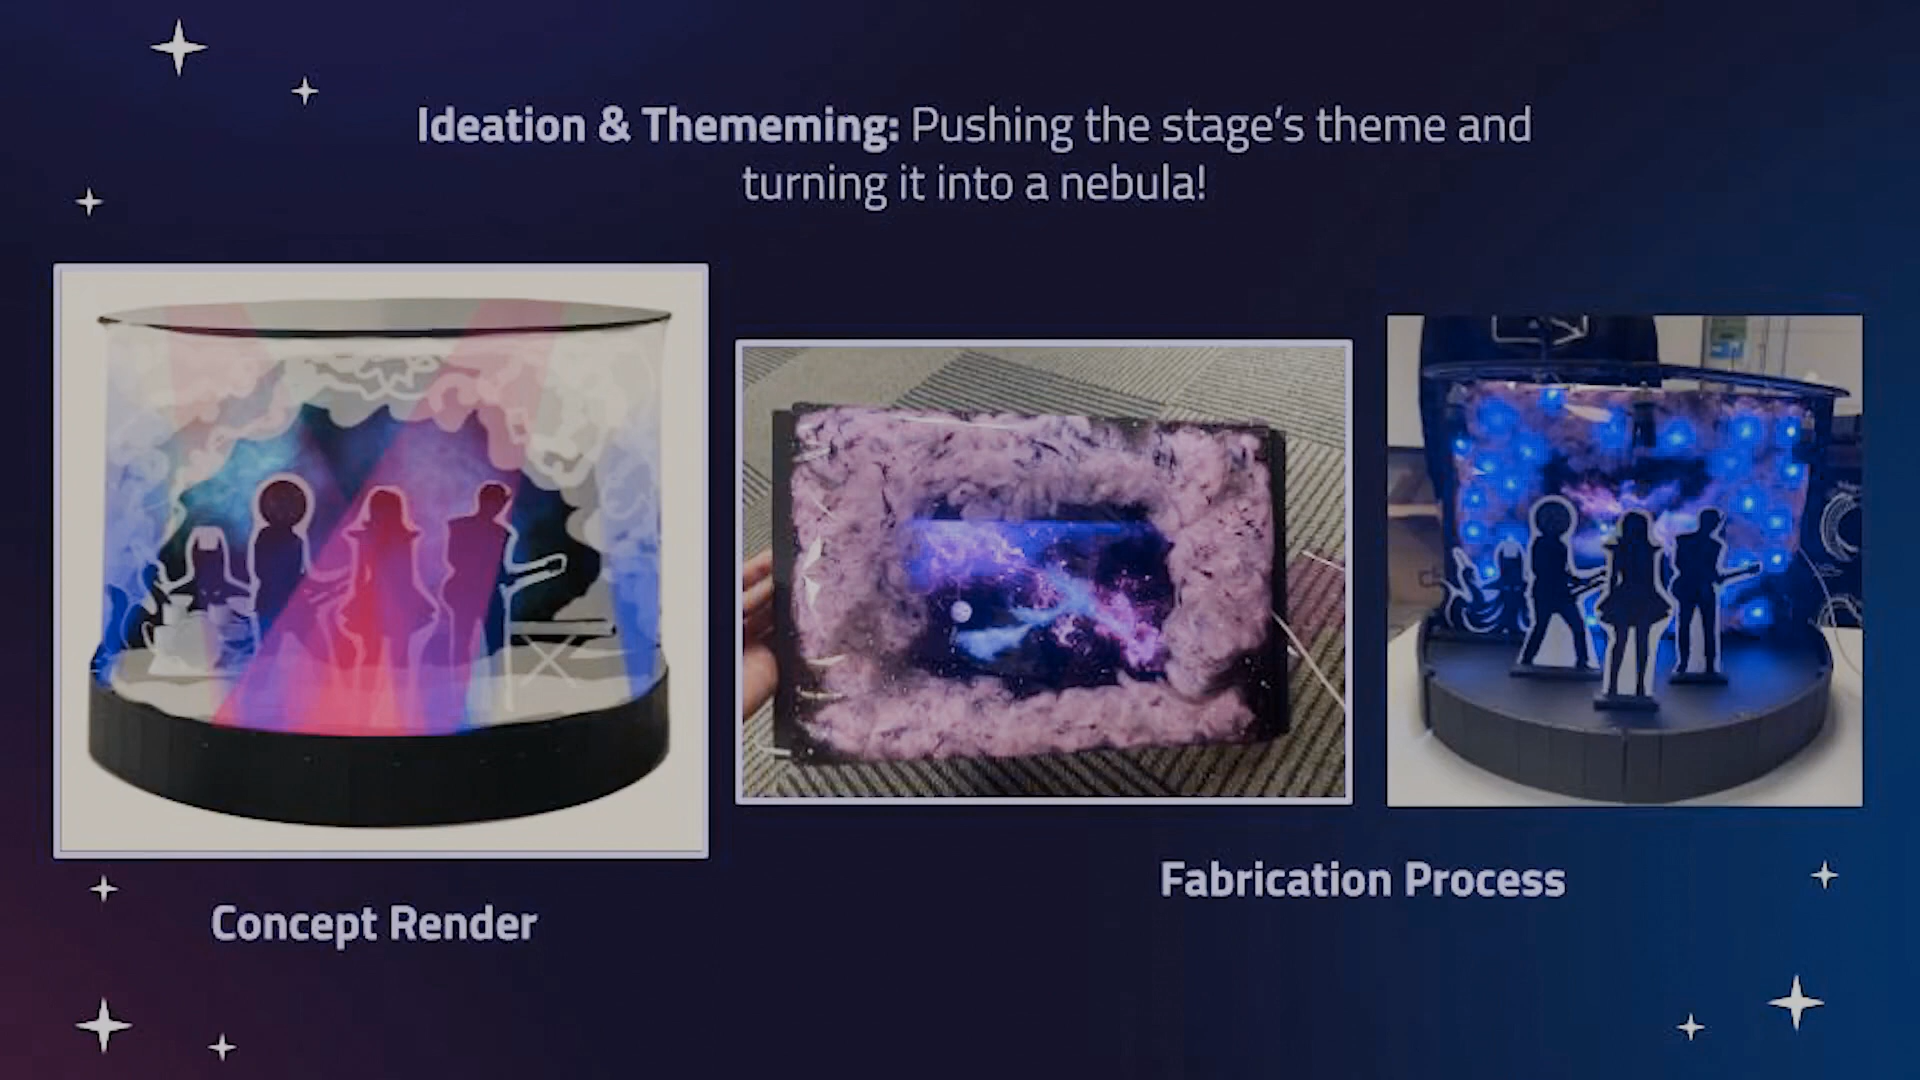 Ideation & Thememing: Pushing the stage's theme and
turning it into a nebula!
Concept Render
Fabrication Process